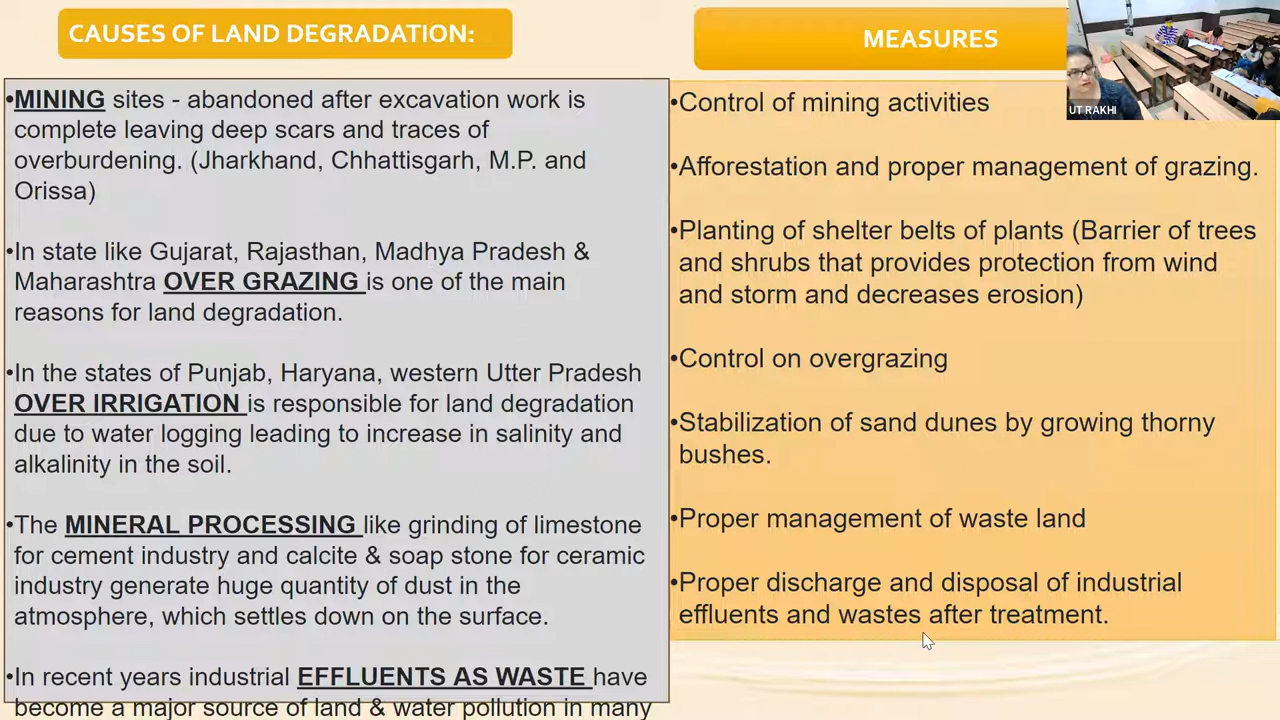 CAUSES OF LAND DEGRADATION:
•MINING sites - abandoned after excavation work is
complete leaving deep scars and traces of
overburdening. (Jharkhand, Chhattisgarh, M.P. and
Orissa)
•In state like Gujarat, Rajasthan, Madhya Pradesh &
Maharashtra OVER GRAZING is one of the main
reasons for land degradation.
•In the states of Punjab, Haryana, western Utter Pradesh
OVER IRRIGATION is responsible for land degradation
due to water logging leading to increase in salinity and
alkalinity in the soil.
•The MINERAL PROCESSING like grinding of limestone
for cement industry and calcite & soap stone for ceramic
industry generate huge quantity of dust in the
atmosphere, which settles down on the surface.
•In recent years industrial EFFLUENTS AS WASTE have
become a major source of land & water pollution in many
MEASURES
•Control of mining activities
•Afforestation and proper management of grazing.
•Planting of shelter belts of plants (Barrier of trees
and shrubs that provides protection from wind
and storm and decreases erosion)
•Control on overgrazing
•Stabilization of sand dunes by growing thorny
bushes.
•Proper management of waste land
•Proper discharge and disposal of industrial
effluents and wastes after treatment.
UT RAKHI